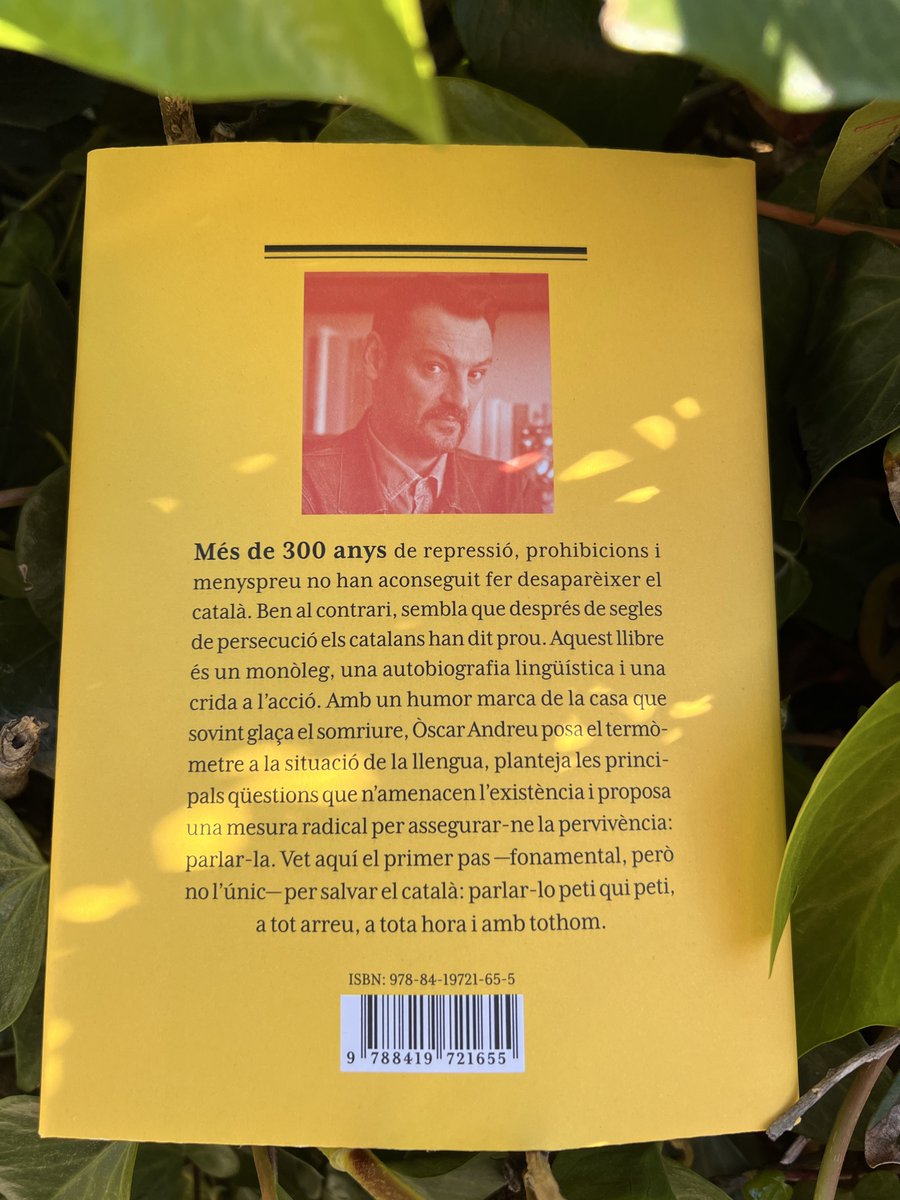 Més de 300 anys de repressió, prohibicions i
menyspreu no han aconseguit fer desaparèixer el
català. Ben al contrari, sembla que després de segles
de persecució els catalans han dit prou. Aquest llibre
és un monòleg, una autobiografia lingüística i una
crida a l’acció. Amb un humor marca de la casa que
sovint glaça el somriure, Òscar Andreu posa el termò-
metre a la situació de la llengua, planteja les princi-
pals qüestions que n’amenacen l’existència i proposa
una mesura radical per assegurar-ne la pervivència:
parlar-la. Vet aquí el primer pas —fonamental, però
no l’únic— per salvar el català: parlar-lo peti qui peti,
a tot arreu, a tota hora i amb tothom.
ISBN: 978-84-19721-65-5
9 788419 721655